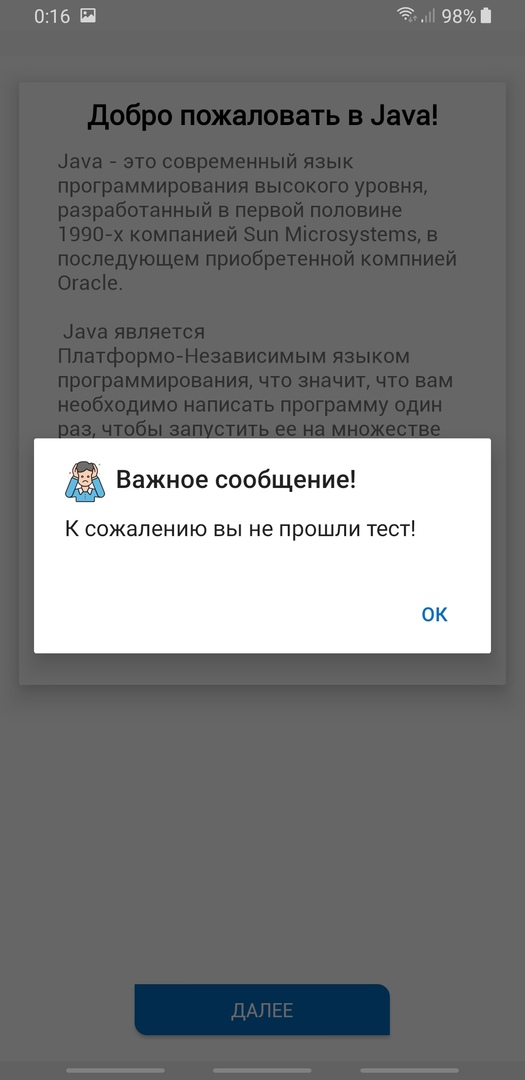 0:16 98%
Добро пожаловать в Java!
Java - это современный язык
программирования высокого уровня,
разработанный в первой половине
1990-х компанией Sun Microsystems, в
последующем приобретенной компнией
Oracle.
Java является
Платформо-Независимым языком
программирования, что значит, что вам
необходимо написать программу один
раз, чтобы запустить ее на множестве
Важное сообщение!
К сожалению вы не прошли тест!
ОК
ДАЛЕЕ